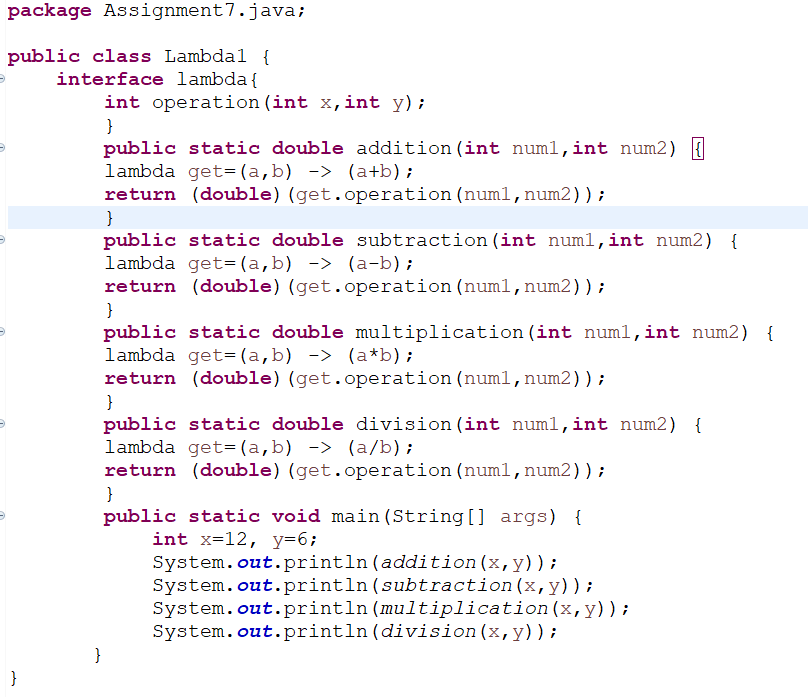 package Assignment7.java;
public class Lambda1 {
interface lambda{
int operation(int x,int y);
}
public static double addition(int num1,int num2) {
lambda get=(a,b) -> (a+b);
return (double)(get.operation(num1,num2));
}
public static double subtraction(int num1,int num2) {
lambda get=(a,b) -> (a-b);
return (double)(get.operation(num1,num2));
}
public static double multiplication(int num1,int num2) {
lambda get=(a,b) -> (a*b);
return (double)(get.operation(num1,num2));
}
public static double division(int num1,int num2) {
lambda get=(a,b) -> (a/b);
return (double)(get.operation(num1,num2));
}
public static void main(String[] args) {
int x=12, y=6;
System.out.println(addition(x,y));
System.out.println(subtraction(x,y));
System.out.println(multiplication(x,y));
System.out.println(division(x,y));
}
}